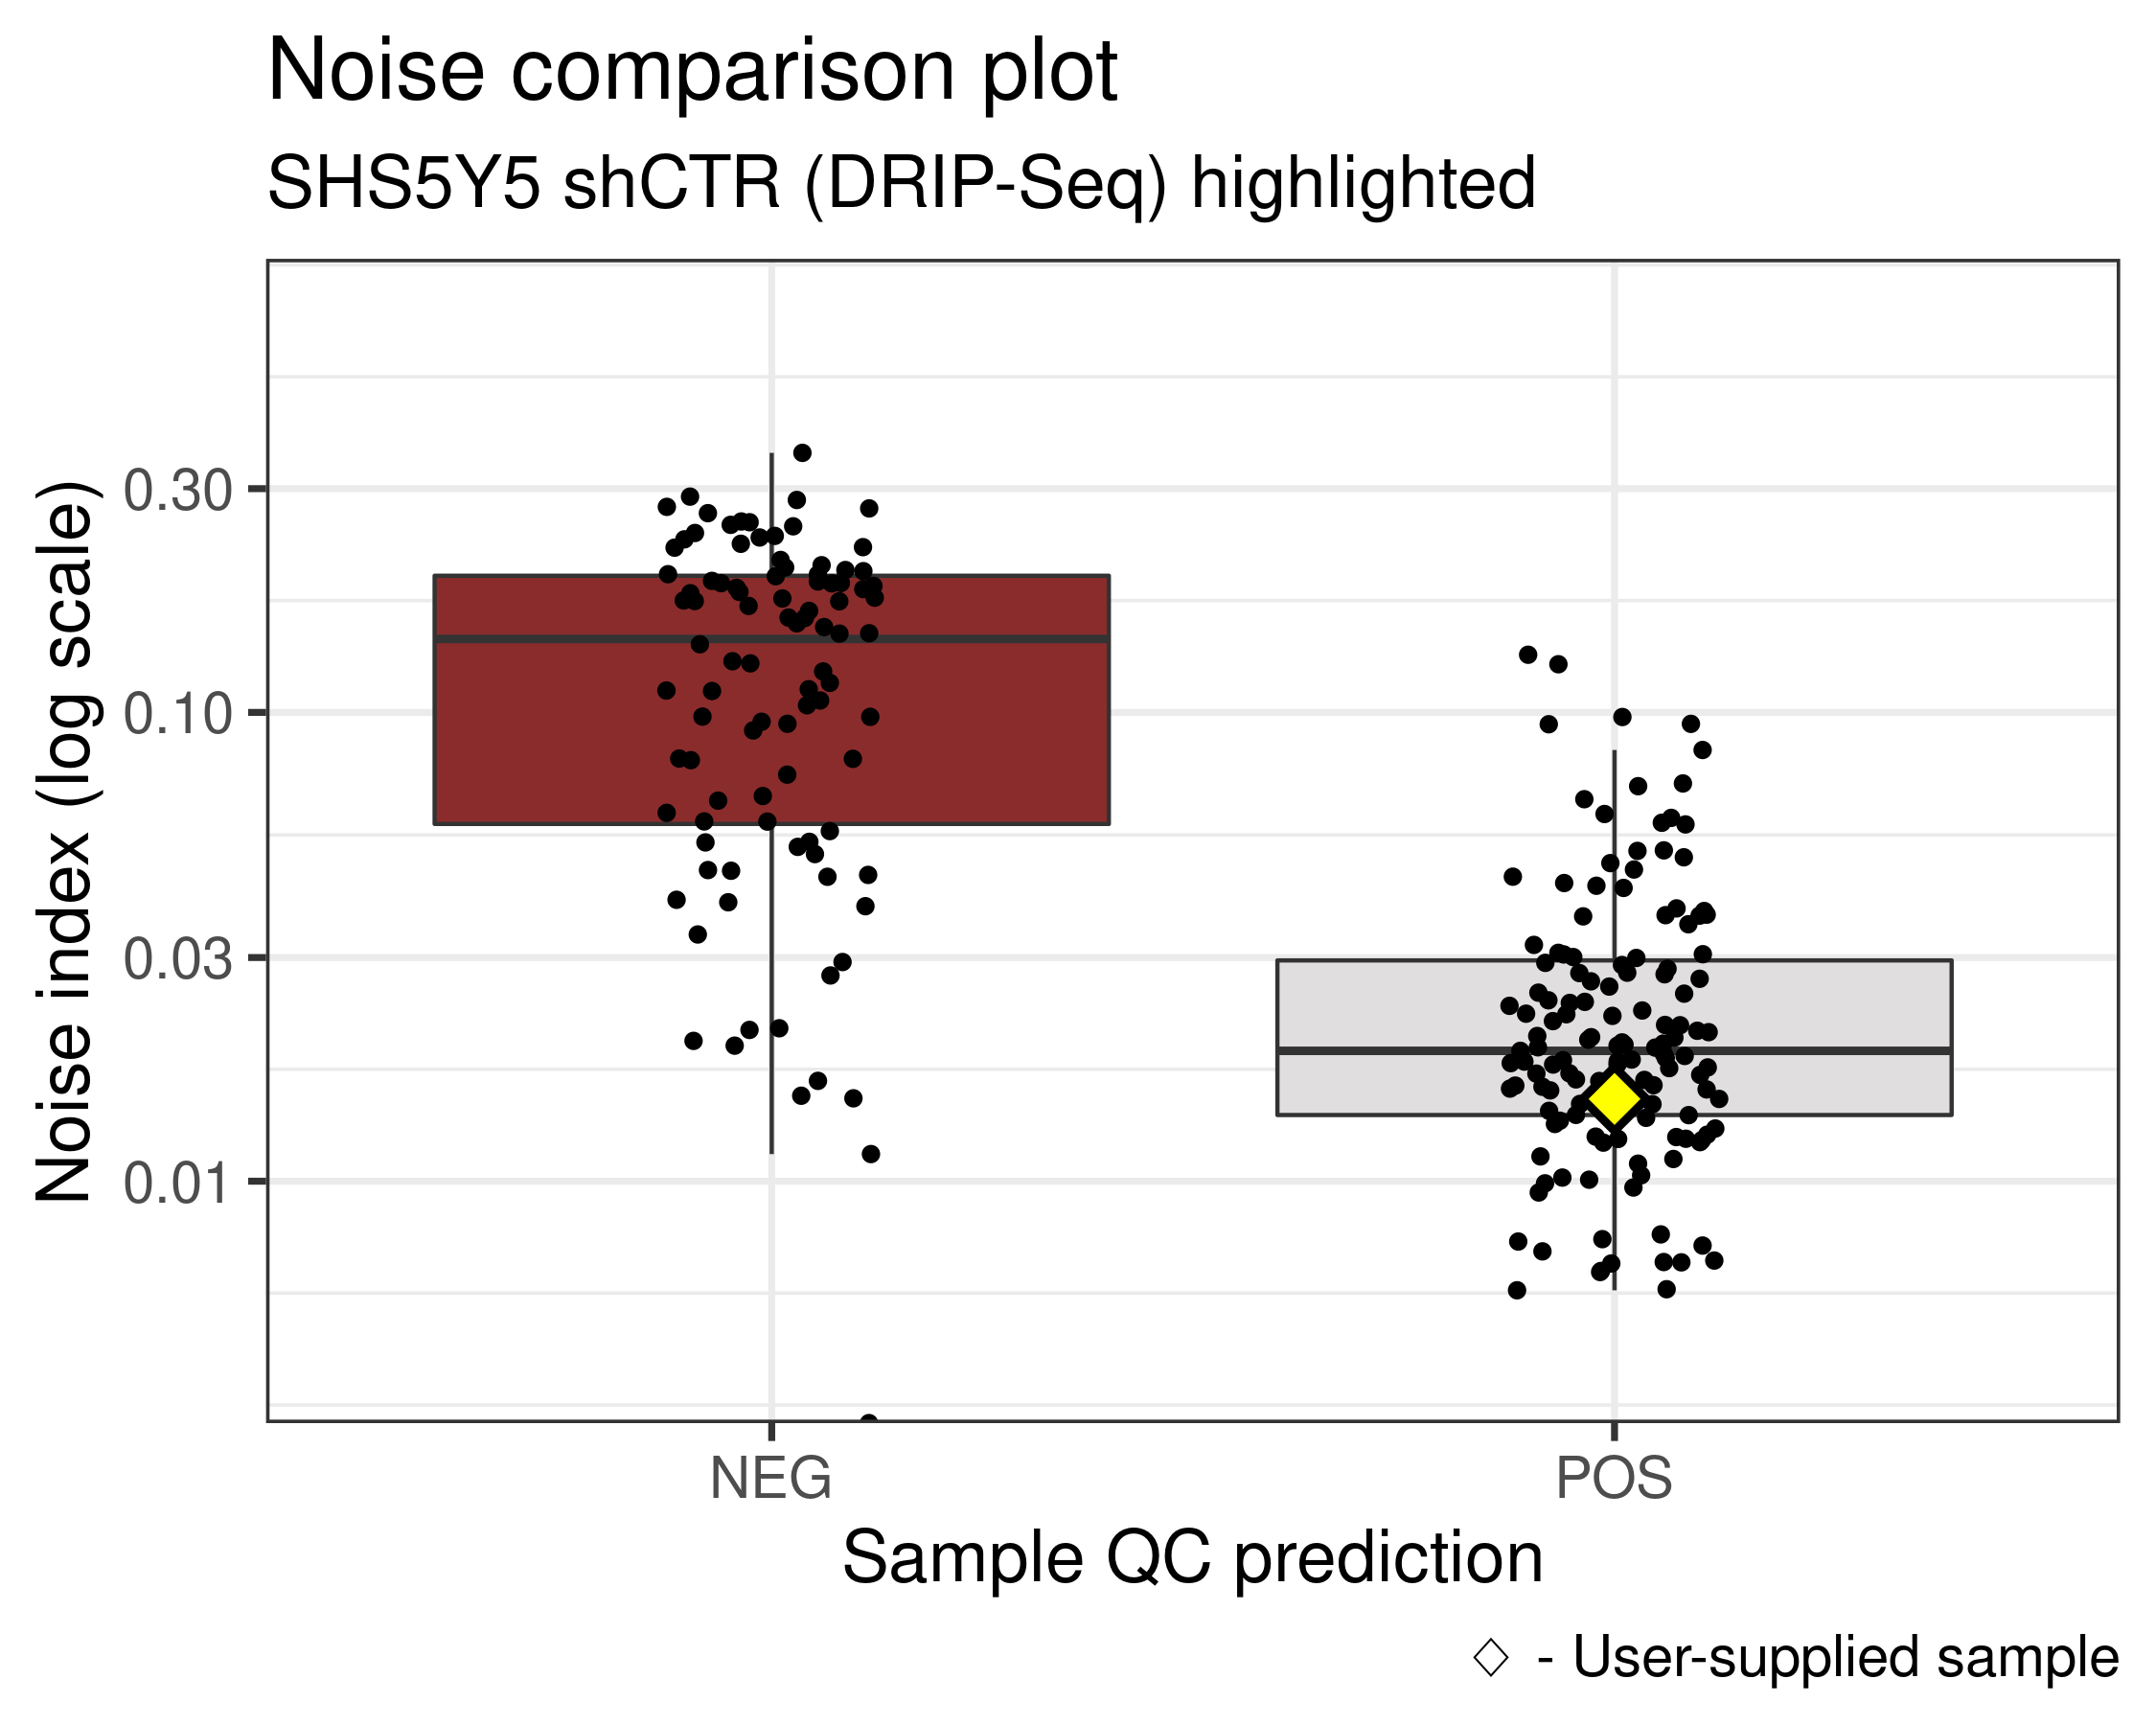 Noise comparison plot
SHS5Y5 shCTR (DRIP-Seq) highlighted
Noise index (log scale)
0.30
0.10
0.03
0.01
NEG
POS
Sample QC prediction
◇ - User-supplied sample